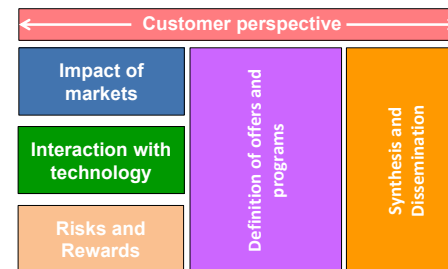 Customer perspective
Impact of
markets
Interaction with
technology
Risks and
Rewards
Definition of offers and
programs
Synthesis and
Dissemination